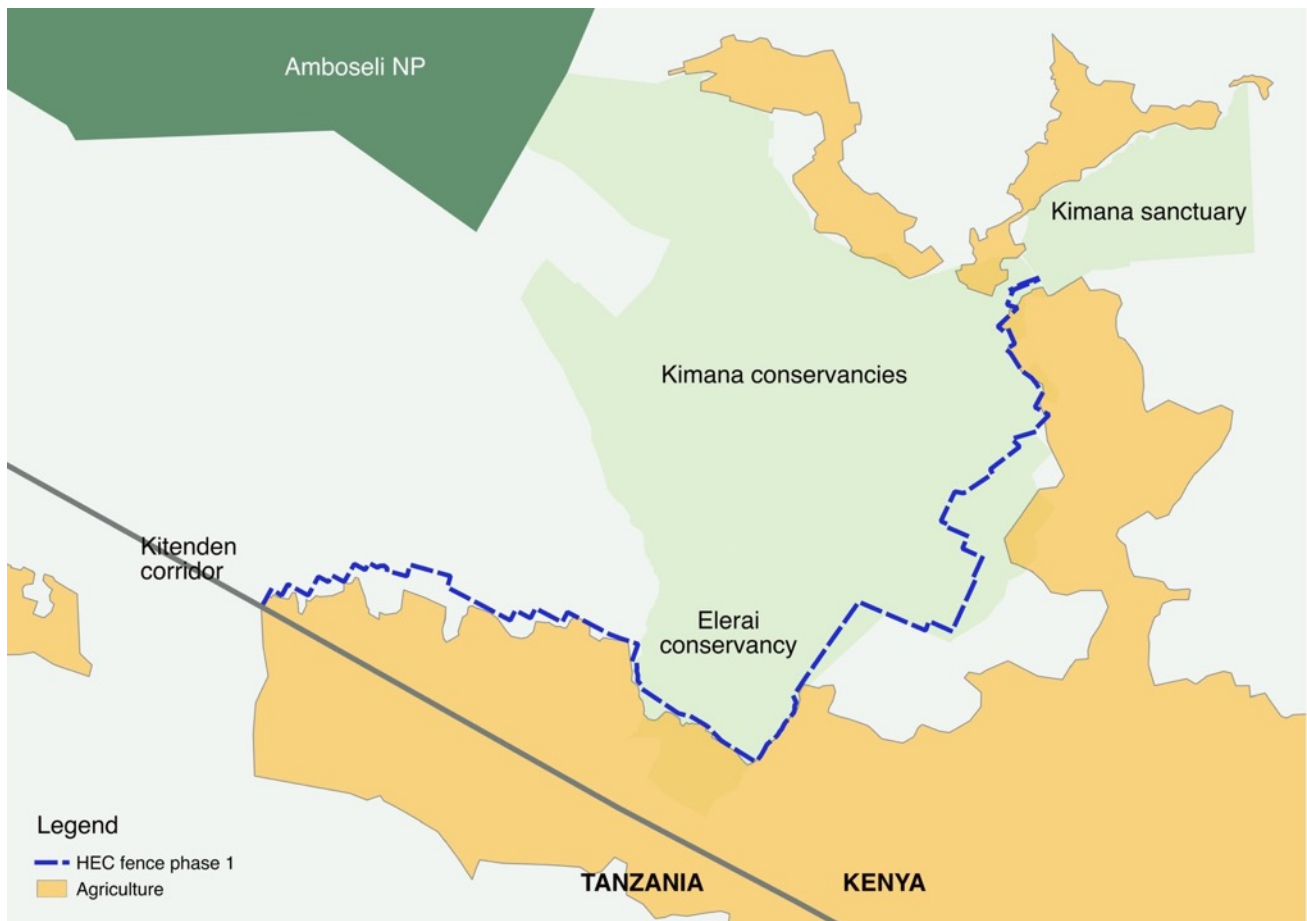 Amboseli NP
Kimana sanctuary
Kimana conservancies
Kitenden
corridor
Elerai
conservancy
Legend
HEC fence phase 1
Agriculture
TANZANIA
KENYA